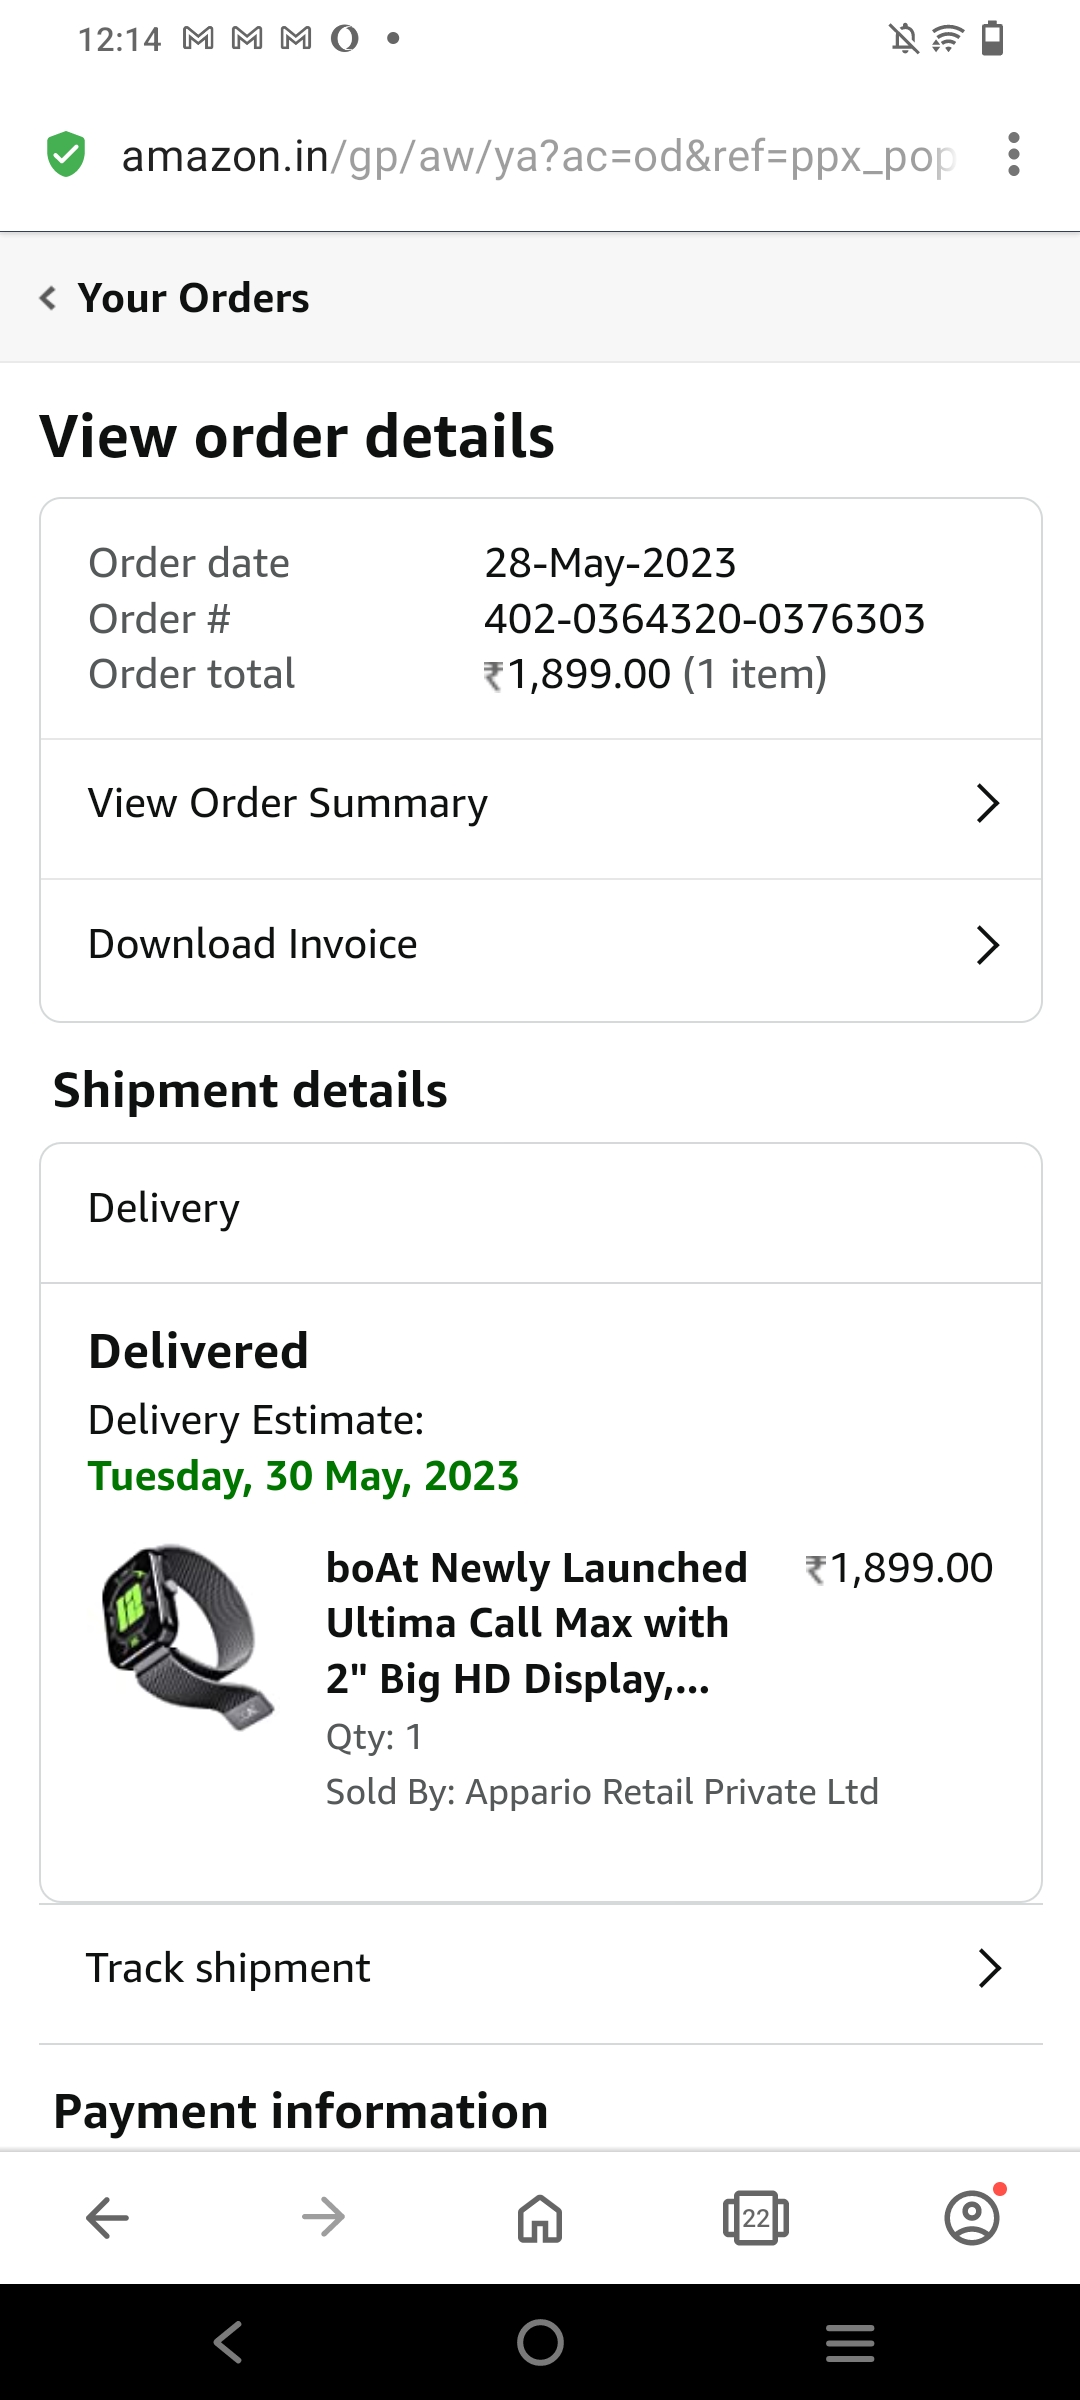 12:14
amazon.in/gp/aw/ya?ac=od&ref=ppx_pop
Your Orders
View order details
Order date 28-May-2023
Order # 402-0364320-0376303
Order total ₹1,899.00 (1 item)
View Order Summary
Download Invoice
Shipment details
Delivery
Delivered
Delivery Estimate:
Tuesday, 30 May, 2023
boAt Newly Launched ₹1,899.00
Ultima Call Max with
2" Big HD Display,...
Qty: 1
Sold By: Appario Retail Private Ltd
Track shipment
Payment information
22